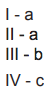 I - a
II - a
III - b
IV - c